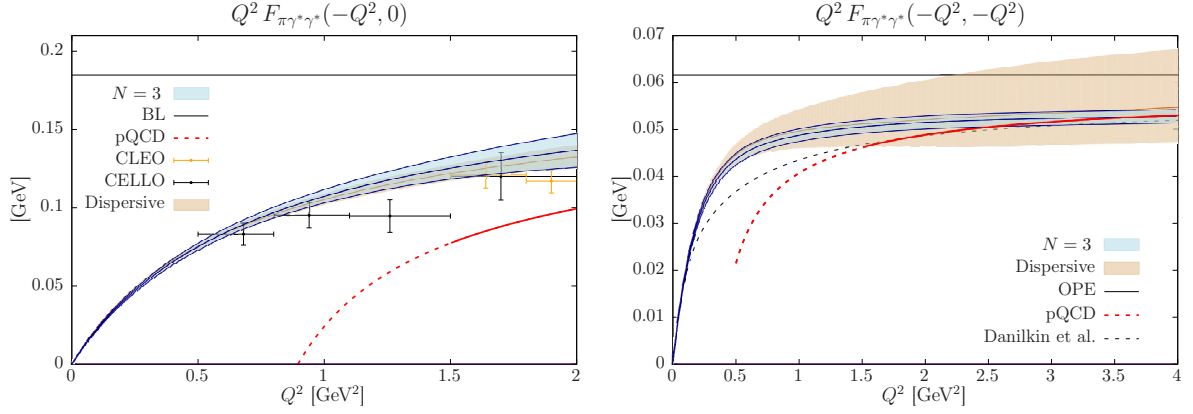 Q² F_{πγ*γ*}(−Q², 0)
[GeV]
0.2
0.15
0.1
0.05
0
N = 3
BL
pQCD
CLEO
CELLO
Dispersive
0 0.5 1 1.5 2
Q² [GeV²]
Q² F_{πγ*γ*}(−Q², −Q²)
[GeV]
0.07
0.06
0.05
0.04
0.03
0.02
0.01
0
N = 3
Dispersive
OPE
pQCD
Danilkin et al.
0 0.5 1 1.5 2 2.5 3 3.5 4
Q² [GeV²]